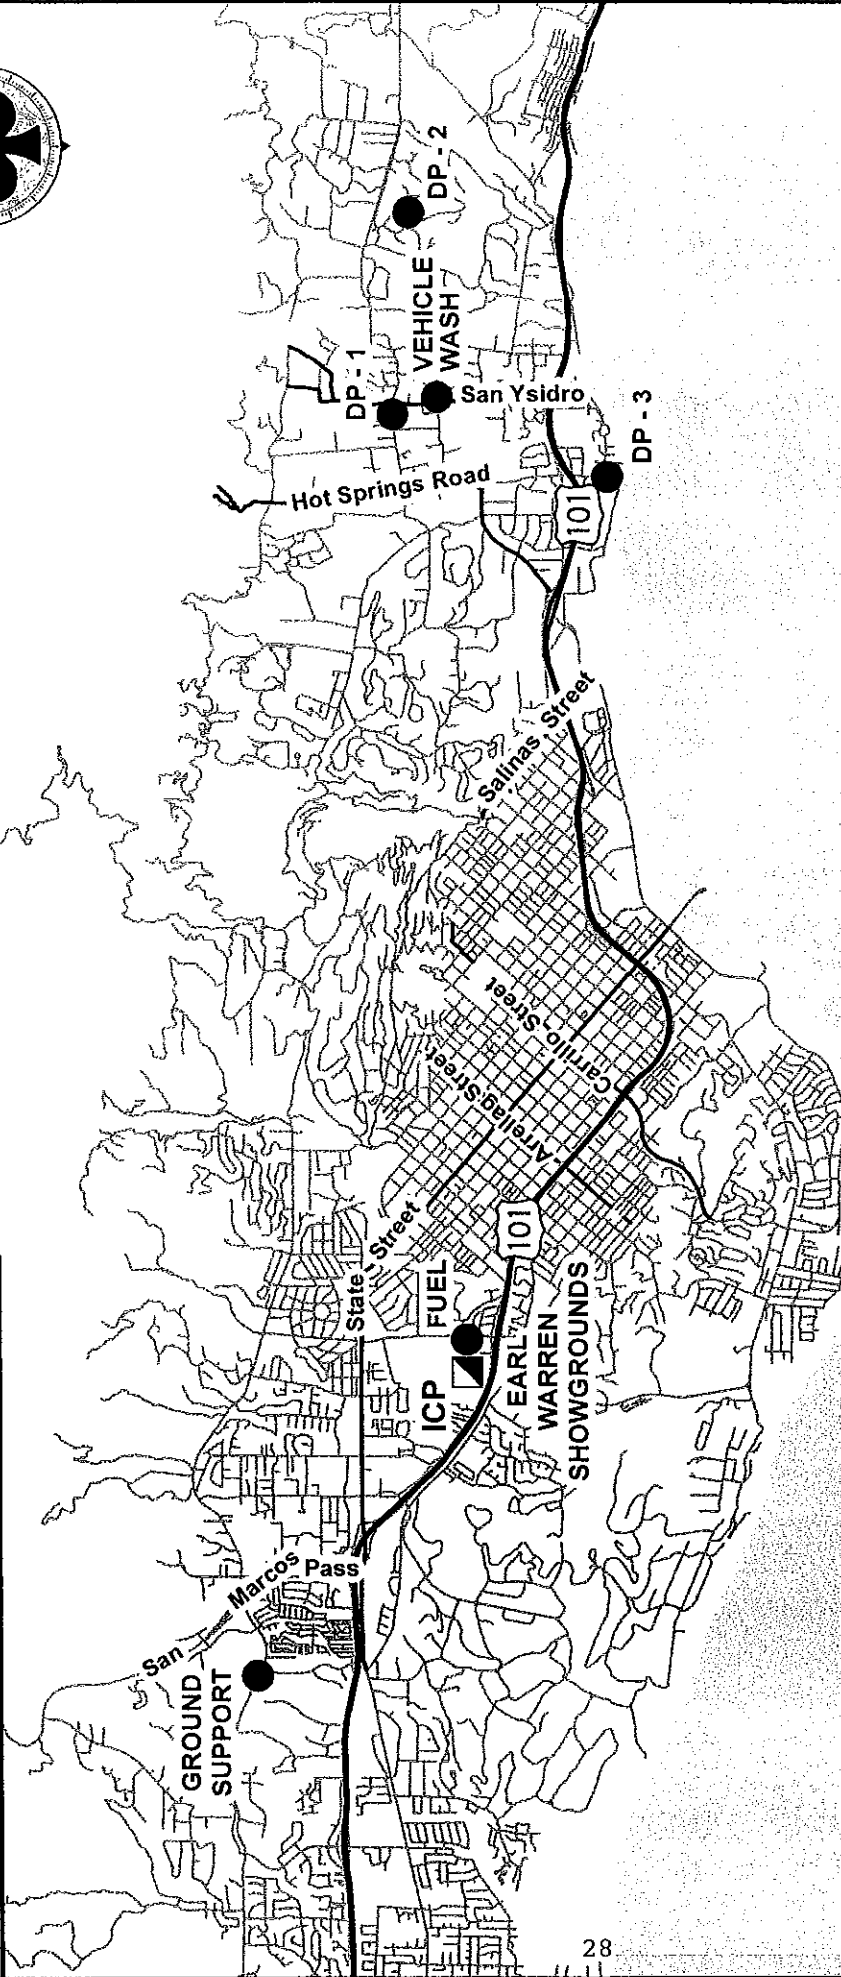 DP - 2
VEHICLE
WASH
DP - 1
San Ysidro
DP - 3
Hot Springs Road
101
Salinas Street
Carrillo Street
Arrellag Street
State Street
101
FUEL
ICP
EARL
WARREN
SHOWGROUNDS
San Marcos Pass
GROUND
SUPPORT
28